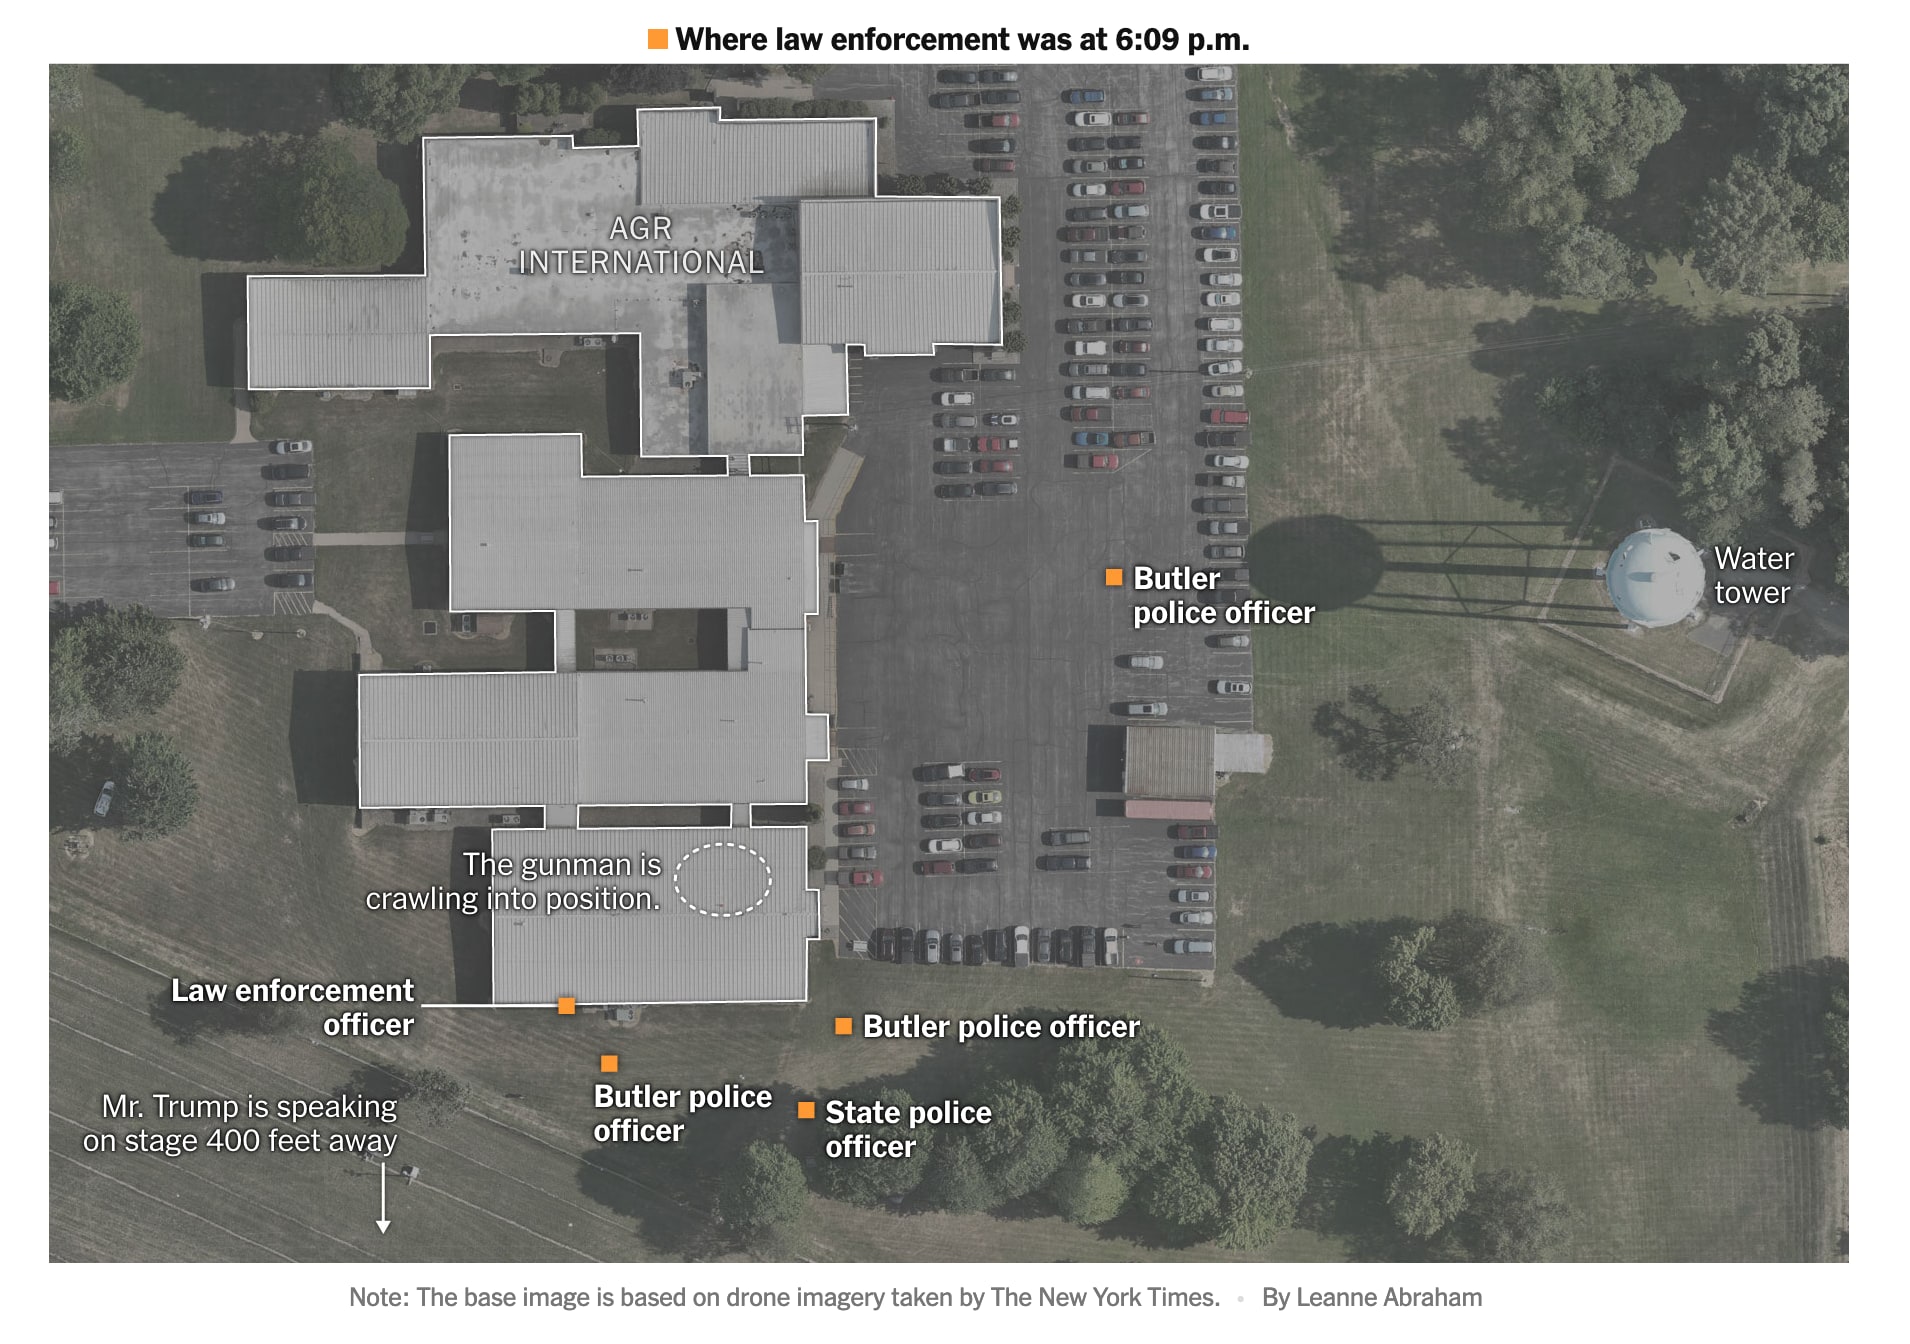 Where law enforcement was at 6:09 p.m.
AGR
INTERNATIONAL
Water
tower
Butler
police officer
The gunman is
crawling into position.
Law enforcement
officer
Butler police officer
Butler police
officer
State police
officer
Mr. Trump is speaking
on stage 400 feet away
Note: The base image is based on drone imagery taken by The New York Times. • By Leanne Abraham